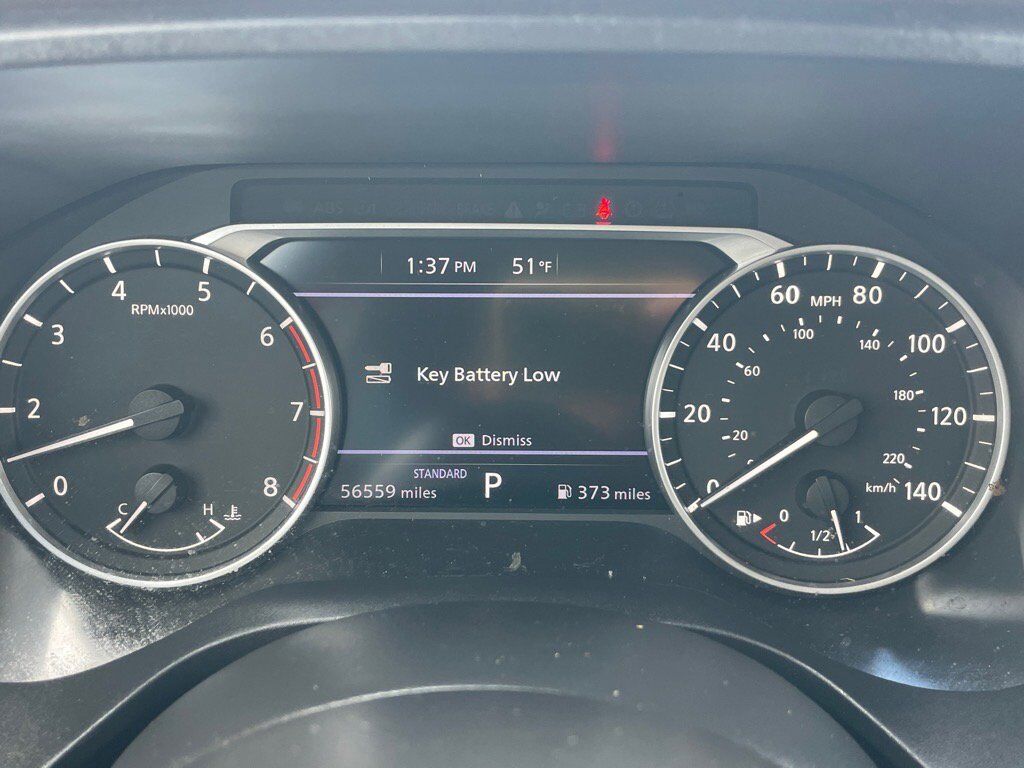 1:37 PM 51°F
4 5
RPMx1000
3 6
2 7
0 8
C H
Key Battery Low
OK Dismiss
STANDARD
56559 miles P 373 miles
60 MPH 80
40 100
20 120
0 140
100 140
60 180
20 220
km/h
0 1/2 1